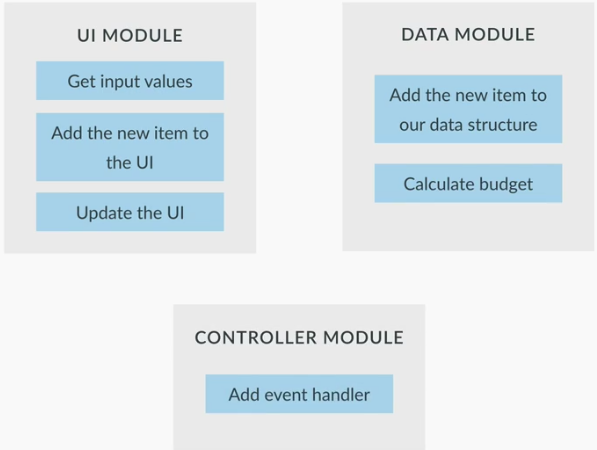 UI MODULE
Get input values
Add the new item to
the UI
Update the UI
DATA MODULE
Add the new item to
our data structure
Calculate budget
CONTROLLER MODULE
Add event handler